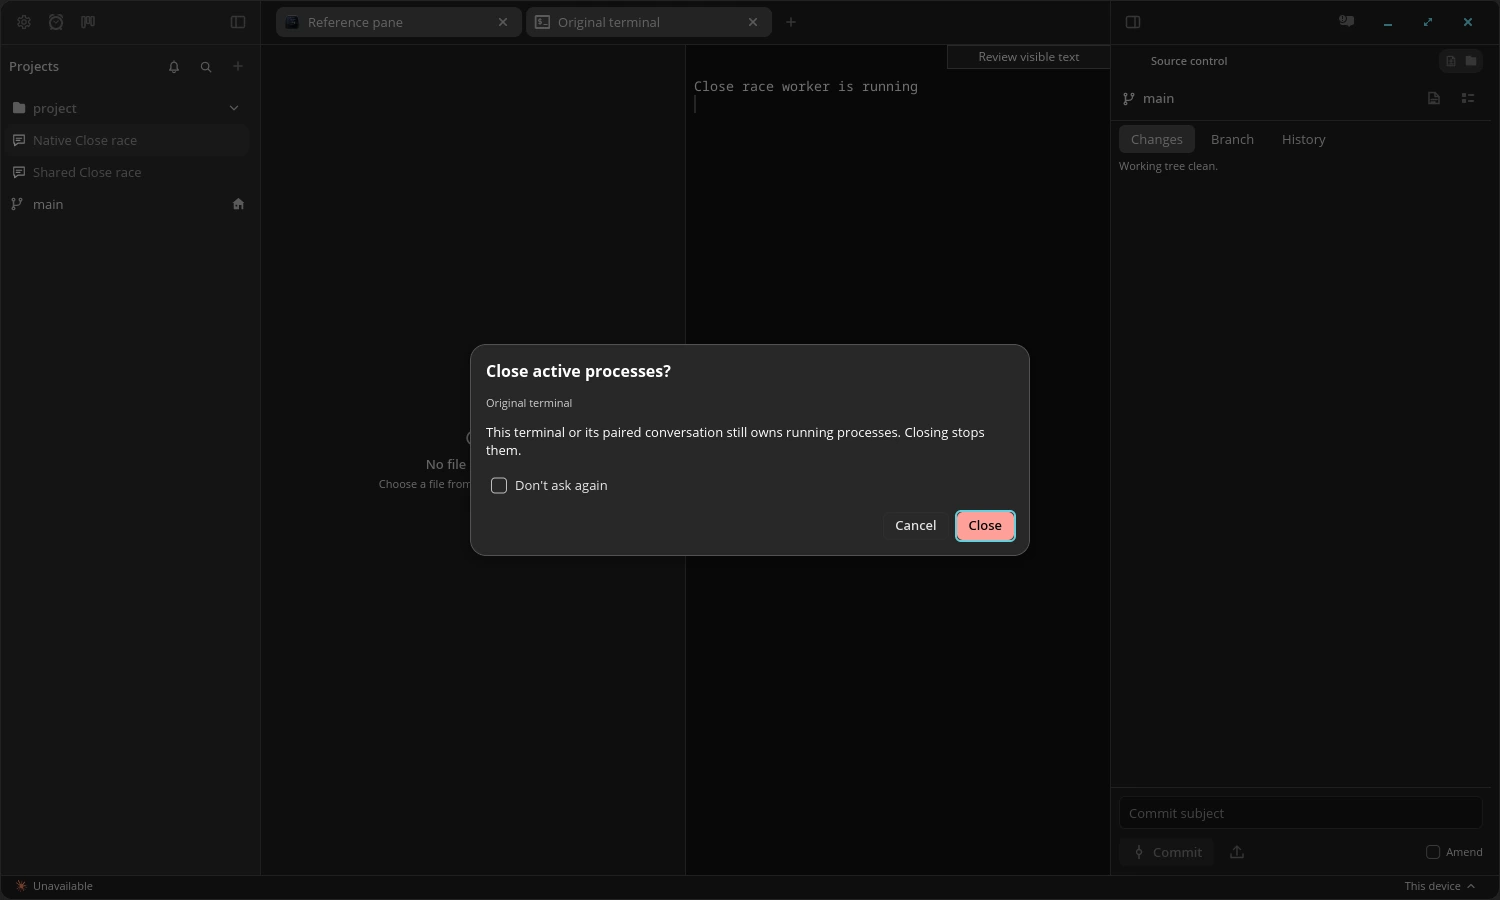 Reference pane
Original terminal
Projects
project
Native Close race
Shared Close race
main
Review visible text
Close race worker is running
No file
Choose a file from
Close active processes?
Original terminal
This terminal or its paired conversation still owns running processes. Closing stops
them.
Don't ask again
Cancel
Close
Source control
main
Changes
Branch
History
Working tree clean.
Commit subject
Commit
Amend
Unavailable
This device